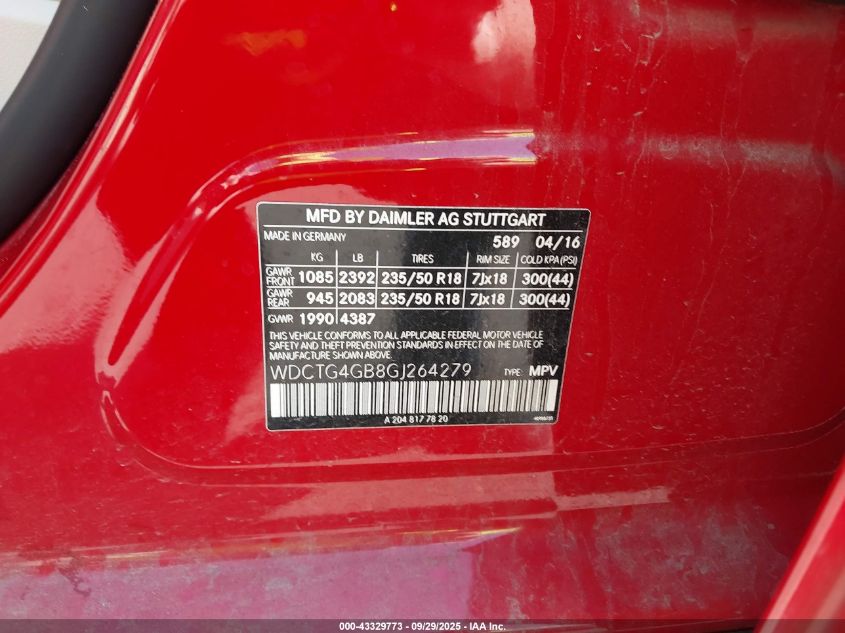 MFD BY DAIMLER AG STUTTGART
MADE IN GERMANY 589 04/16
KG LB TIRES RIM SIZE COLD KPA (PSI)
GAWR FRONT 1085 2392 235/50 R18 7Jx18 300(44)
GAWR REAR 945 2083 235/50 R18 7Jx18 300(44)
GVWR 1990 4387
THIS VEHICLE CONFORMS TO ALL APPLICABLE FEDERAL MOTOR VEHICLE
SAFETY AND THEFT PREVENTION STANDARDS IN EFFECT ON THE DATE
OF MANUFACTURE SHOWN ABOVE
WDCTG4GB8GJ264279 TYPE: MPV
A 204 817 78 20
000-43329773 - 09/29/2025 - IAA Inc.